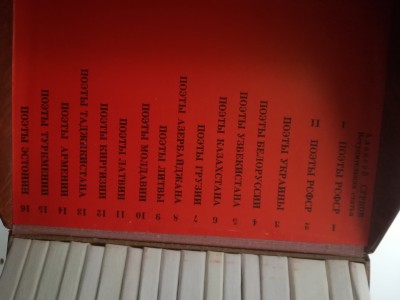 I ПОЭТЫ РСФСР 1
II ПОЭТЫ РСФСР 2
ПОЭТЫ УКРАИНЫ 3
ПОЭТЫ БЕЛОРУССИИ 4
ПОЭТЫ УЗБЕКИСТАНА 5
ПОЭТЫ КАЗАХСТАНА 6
ПОЭТЫ ГРУЗИИ 7
ПОЭТЫ АЗЕРБАЙДЖАНА 8
ПОЭТЫ ЛИТВЫ 9
ПОЭТЫ МОЛДАВИИ 10
ПОЭТЫ ЛАТВИИ 11
ПОЭТЫ КИРГИЗИИ 12
ПОЭТЫ ТАДЖИКИСТАНА 13
ПОЭТЫ АРМЕНИИ 14
ПОЭТЫ ТУРКМЕНИИ 15
ПОЭТЫ ЭСТОНИИ 16